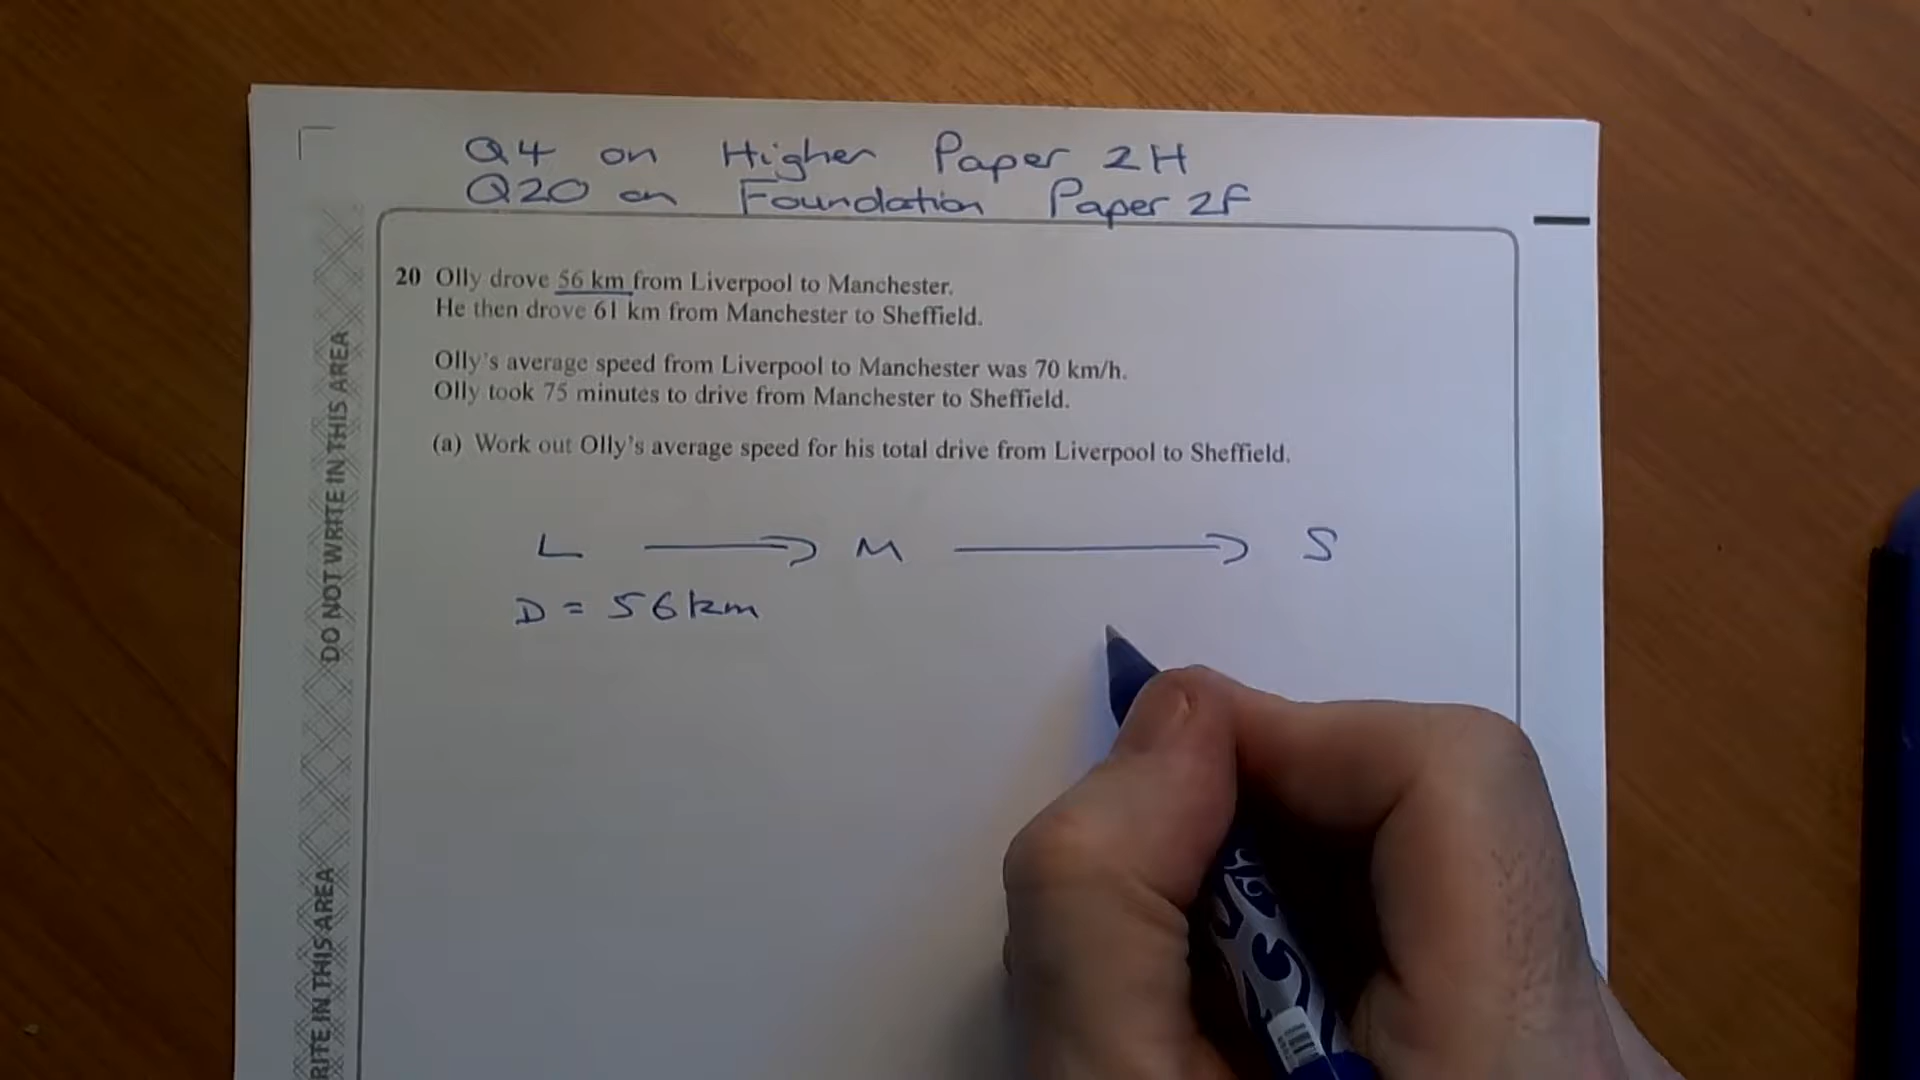 Q4 on Higher Paper 2H
Q20 on Foundation Paper 2F
20 Olly drove 56 km from Liverpool to Manchester.
He then drove 61 km from Manchester to Sheffield.
Olly's average speed from Liverpool to Manchester was 70 km/h.
Olly took 75 minutes to drive from Manchester to Sheffield.
(a) Work out Olly's average speed for his total drive from Liverpool to Sheffield.
L → M → S
D = 56km
DO NOT WRITE IN THIS AREA
RITE IN THIS AREA